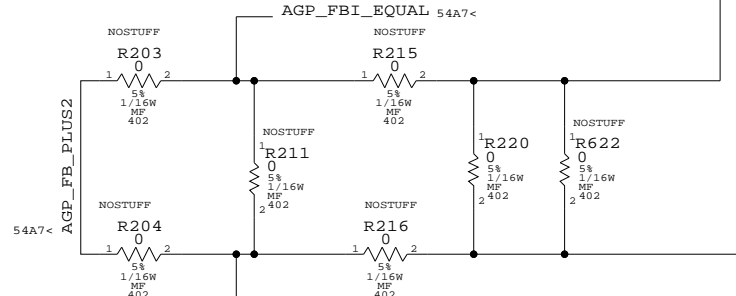 AGP_FBI_EQUAL 54A7<
NOSTUFF
R203
0
1 2
5%
1/16W
MF
402
NOSTUFF
R215
0
1 2
5%
1/16W
MF
402
AGP_FB_PLUS2
54A7<
NOSTUFF
1
R211
0
5%
1/16W
MF
402
2
1
R220
0
5%
1/16W
MF
402
2
NOSTUFF
1
R622
0
5%
1/16W
MF
402
2
NOSTUFF
R204
0
1 2
5%
1/16W
MF
402
NOSTUFF
R216
0
1 2
5%
1/16W
MF
402